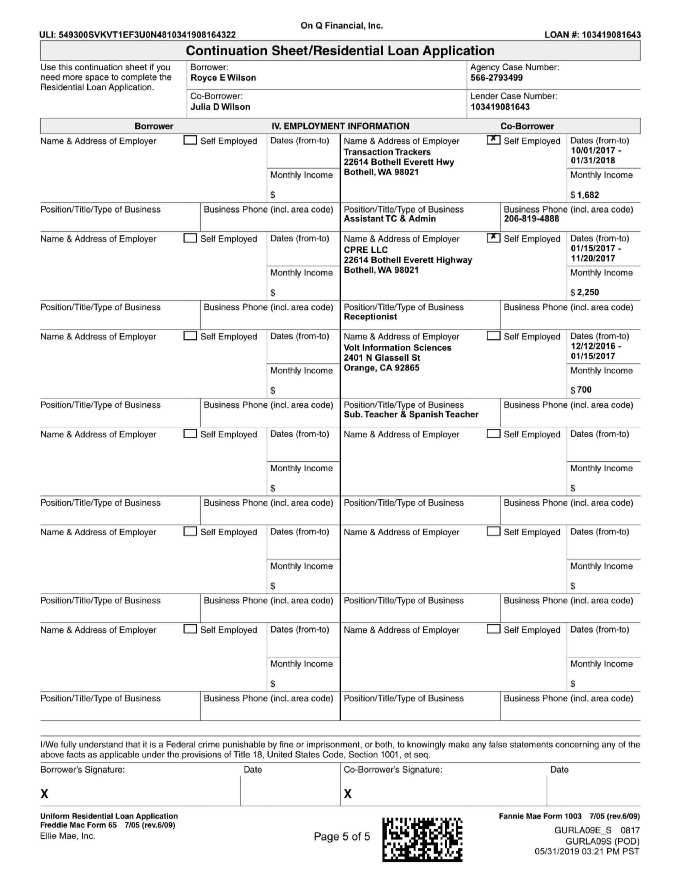 On Q Financial, Inc.
ULI: 549300SVKVT1EF3U0N4810341908164322 LOAN #: 103419081643
Continuation Sheet/Residential Loan Application
Use this continuation sheet if you need more space to complete the Residential Loan Application.
Borrower:
Royce E Wilson
Agency Case Number:
566-2793499
Co-Borrower:
Julia D Wilson
Lender Case Number:
103419081643
Borrower IV. EMPLOYMENT INFORMATION Co-Borrower
Name & Address of Employer Self Employed Dates (from-to) Name & Address of Employer X Self Employed Dates (from-to)
Transaction Trackers 10/01/2017 -
22614 Bothell Everett Hwy 01/31/2018
Bothell, WA 98021
Monthly Income Monthly Income
$ $ 1,682
Position/Title/Type of Business Business Phone (incl. area code) Position/Title/Type of Business Business Phone (incl. area code)
Assistant TC & Admin 206-819-4888
Name & Address of Employer Self Employed Dates (from-to) Name & Address of Employer X Self Employed Dates (from-to)
CPRE LLC 01/15/2017 -
22614 Bothell Everett Highway 11/20/2017
Bothell, WA 98021
Monthly Income Monthly Income
$ $ 2,250
Position/Title/Type of Business Business Phone (incl. area code) Position/Title/Type of Business Business Phone (incl. area code)
Receptionist
Name & Address of Employer Self Employed Dates (from-to) Name & Address of Employer Self Employed Dates (from-to)
Volt Information Sciences 12/12/2016 -
2401 N Glassell St 01/15/2017
Orange, CA 92865
Monthly Income Monthly Income
$ $ 700
Position/Title/Type of Business Business Phone (incl. area code) Position/Title/Type of Business Business Phone (incl. area code)
Sub. Teacher & Spanish Teacher
Name & Address of Employer Self Employed Dates (from-to) Name & Address of Employer Self Employed Dates (from-to)
Monthly Income Monthly Income
$ $
Position/Title/Type of Business Business Phone (incl. area code) Position/Title/Type of Business Business Phone (incl. area code)
Name & Address of Employer Self Employed Dates (from-to) Name & Address of Employer Self Employed Dates (from-to)
Monthly Income Monthly Income
$ $
Position/Title/Type of Business Business Phone (incl. area code) Position/Title/Type of Business Business Phone (incl. area code)
Name & Address of Employer Self Employed Dates (from-to) Name & Address of Employer Self Employed Dates (from-to)
Monthly Income Monthly Income
$ $
Position/Title/Type of Business Business Phone (incl. area code) Position/Title/Type of Business Business Phone (incl. area code)
I/We fully understand that it is a Federal crime punishable by fine or imprisonment, or both, to knowingly make any false statements concerning any of the
above facts as applicable under the provisions of Title 18, United States Code, Section 1001, et seq.
Borrower's Signature: Date Co-Borrower's Signature: Date
X X
Uniform Residential Loan Application
Freddie Mac Form 65 7/05 (rev.6/09)
Ellie Mae, Inc.
Page 5 of 5
Fannie Mae Form 1003 7/05 (rev.6/09)
GURLA09E_S 0817
GURLA09S (POD)
05/31/2019 03:21 PM PST